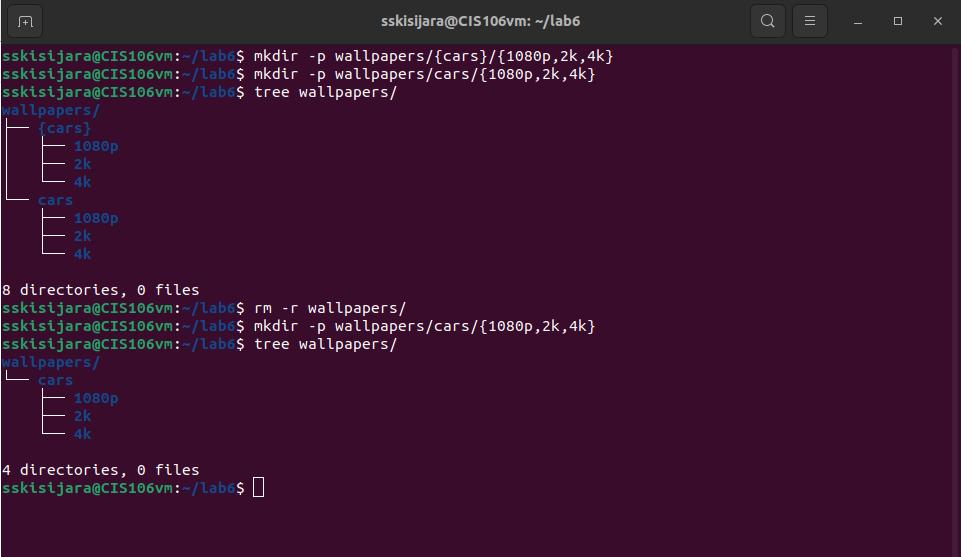 sskisijara@CIS106vm: ~/lab6
sskisijara@CIS106vm:~/lab6$ mkdir -p wallpapers/{cars}/{1080p,2k,4k}
sskisijara@CIS106vm:~/lab6$ mkdir -p wallpapers/cars/{1080p,2k,4k}
sskisijara@CIS106vm:~/lab6$ tree wallpapers/
wallpapers/
├── {cars}
│   ├── 1080p
│   ├── 2k
│   └── 4k
└── cars
    ├── 1080p
    ├── 2k
    └── 4k
8 directories, 0 files
sskisijara@CIS106vm:~/lab6$ rm -r wallpapers/
sskisijara@CIS106vm:~/lab6$ mkdir -p wallpapers/cars/{1080p,2k,4k}
sskisijara@CIS106vm:~/lab6$ tree wallpapers/
wallpapers/
└── cars
    ├── 1080p
    ├── 2k
    └── 4k
4 directories, 0 files
sskisijara@CIS106vm:~/lab6$